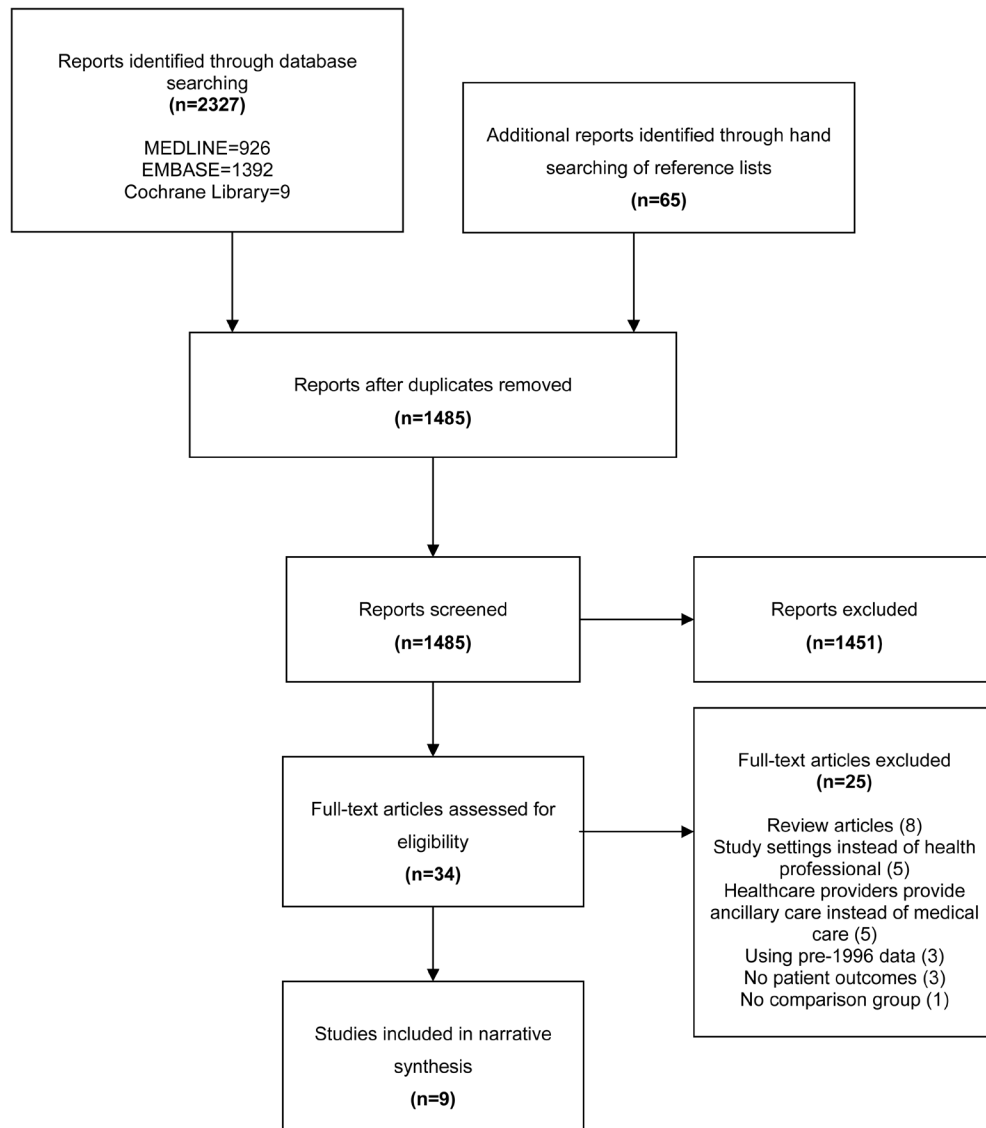 Reports identified through database
searching
(n=2327)
MEDLINE=926
EMBASE=1392
Cochrane Library=9
Additional reports identified through hand
searching of reference lists
(n=65)
Reports after duplicates removed
(n=1485)
Reports screened
(n=1485)
Reports excluded
(n=1451)
Full-text articles assessed for
eligibility
(n=34)
Full-text articles excluded
(n=25)
Review articles (8)
Study settings instead of health
professional (5)
Healthcare providers provide
ancillary care instead of medical
care (5)
Using pre-1996 data (3)
No patient outcomes (3)
No comparison group (1)
Studies included in narrative
synthesis
(n=9)